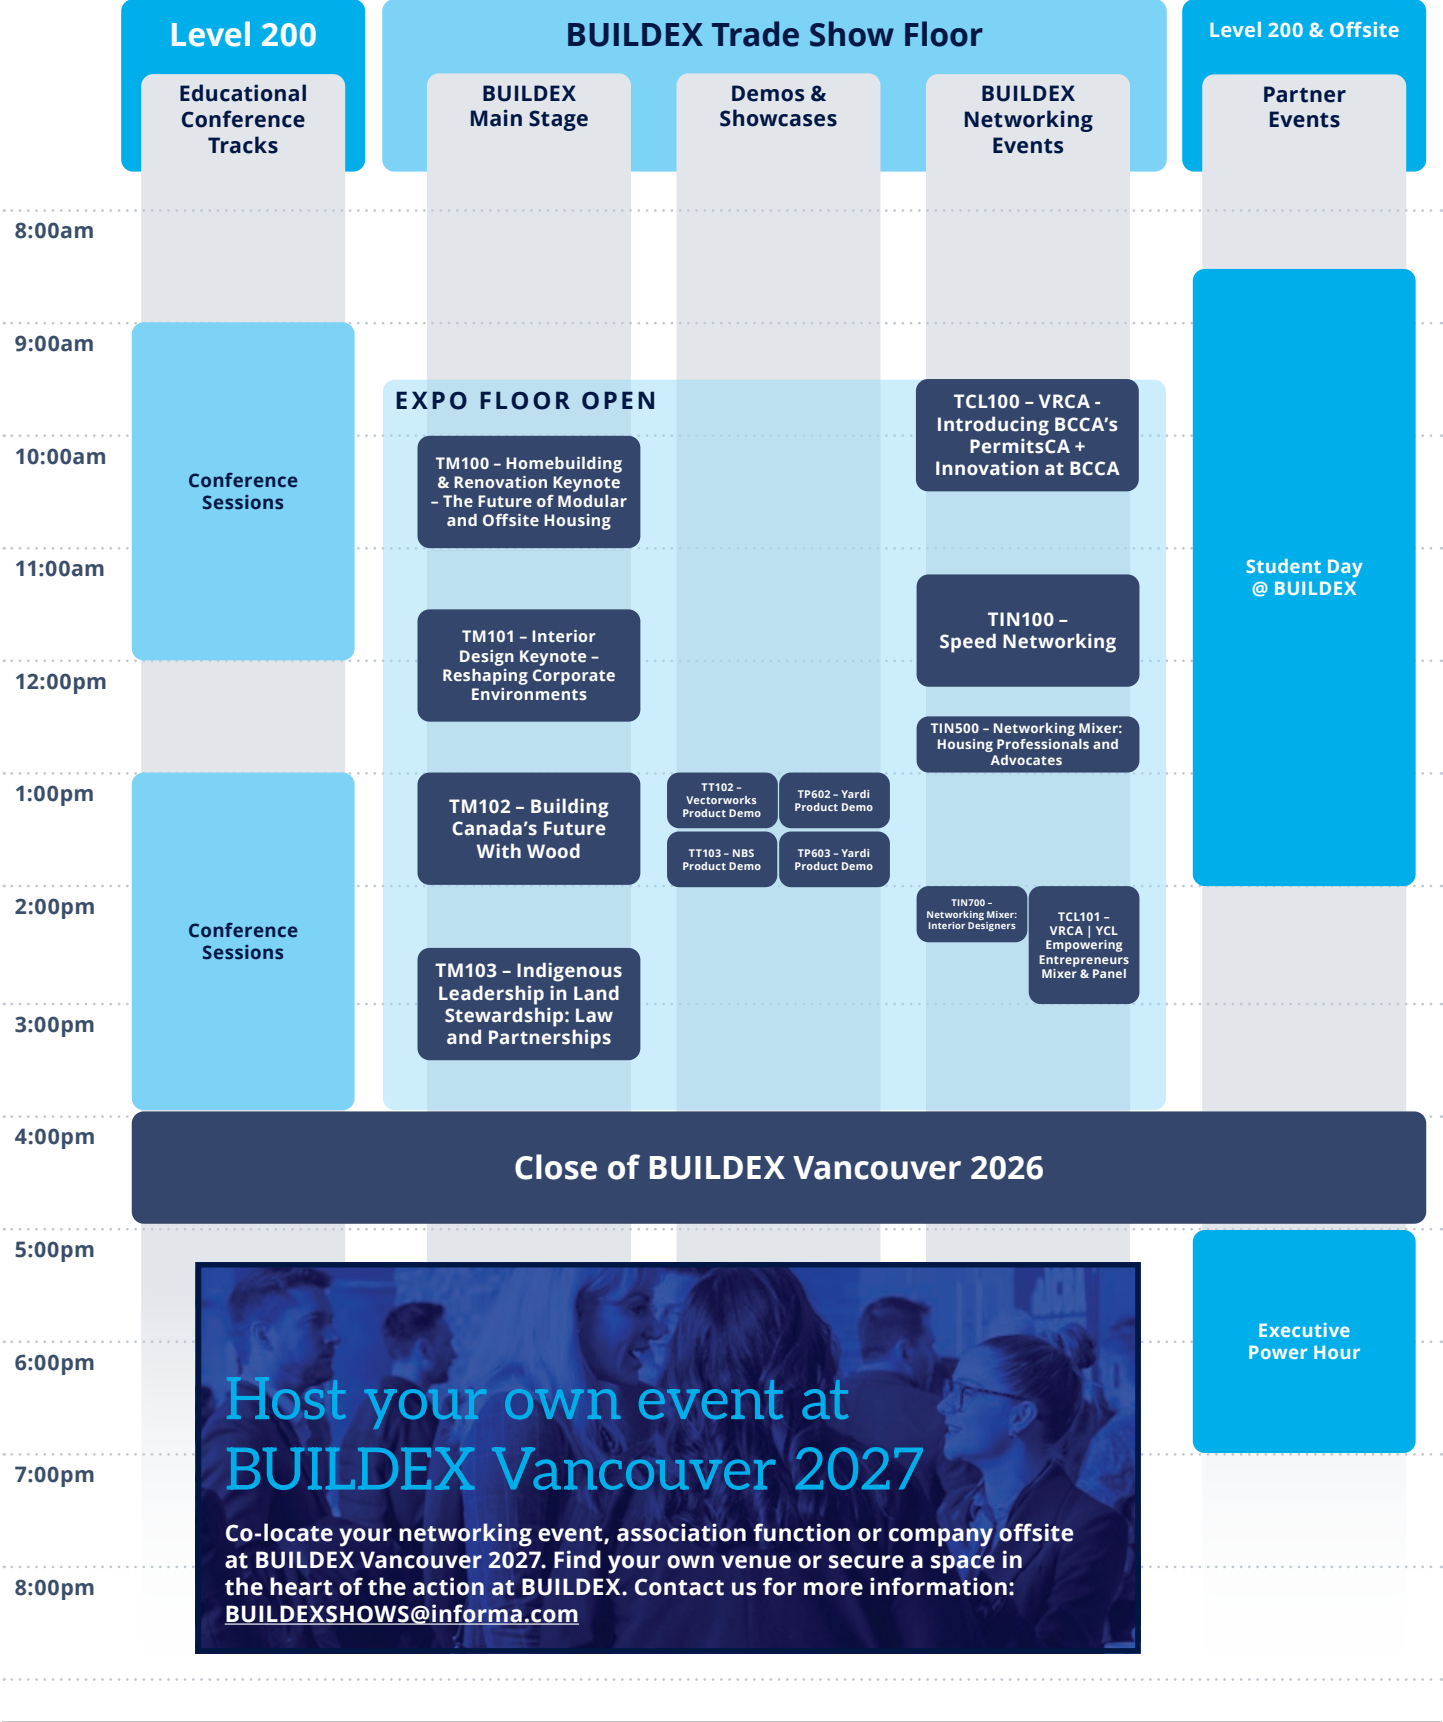 Level 200
BUILDEX Trade Show Floor
Level 200 & Offsite
Educational
Conference
Tracks
BUILDEX
Main Stage
Demos &
Showcases
BUILDEX
Networking
Events
Partner
Events
8:00am
9:00am
EXPO FLOOR OPEN
TCL100 – VRCA -
Introducing BCCA’s
PermitsCA +
Innovation at BCCA
10:00am
TM100 – Homebuilding
& Renovation Keynote
– The Future of Modular
and Offsite Housing
Conference
Sessions
11:00am
Student Day
@ BUILDEX
TIN100 –
Speed Networking
TM101 – Interior
Design Keynote –
Reshaping Corporate
Environments
12:00pm
TIN500 – Networking Mixer:
Housing Professionals and
Advocates
1:00pm
TM102 – Building
Canada’s Future
With Wood
TT102 –
Vectorworks
Product Demo
TP602 – Yardi
Product Demo
TT103 – NBS
Product Demo
TP603 – Yardi
Product Demo
2:00pm
Conference
Sessions
TIN700 –
Networking Mixer:
Interior Designers
TCL101 –
VRCA | YCL
Empowering
Entrepreneurs
Mixer & Panel
TM103 – Indigenous
Leadership in Land
Stewardship: Law
and Partnerships
3:00pm
4:00pm
Close of BUILDEX Vancouver 2026
5:00pm
Executive
Power Hour
6:00pm
7:00pm
8:00pm
Host your own event at
BUILDEX Vancouver 2027
Co-locate your networking event, association function or company offsite
at BUILDEX Vancouver 2027. Find your own venue or secure a space in
the heart of the action at BUILDEX. Contact us for more information:
BUILDEXSHOWS@informa.com